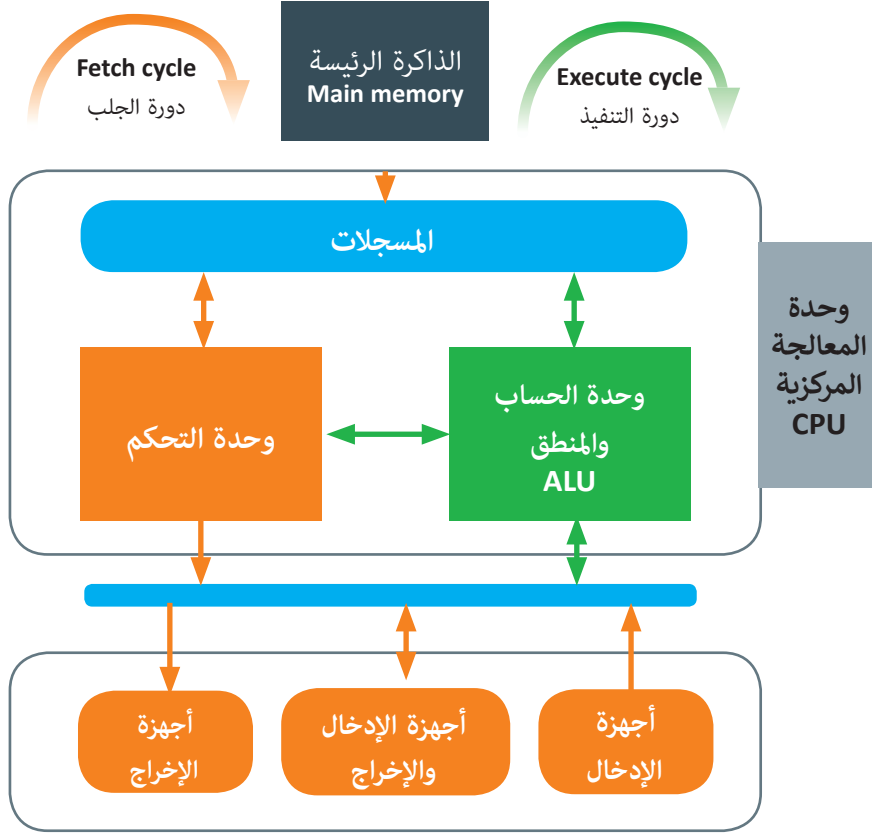 Fetch cycle
دورة الجلب
الذاكرة الرئيسة
Main memory
Execute cycle
دورة التنفيذ
المسجلات
وحدة
المعالجة
المركزية
CPU
وحدة التحكم
وحدة الحساب
والمنطق
ALU
أجهزة
الإخراج
أجهزة الإدخال
والإخراج
أجهزة
الإدخال